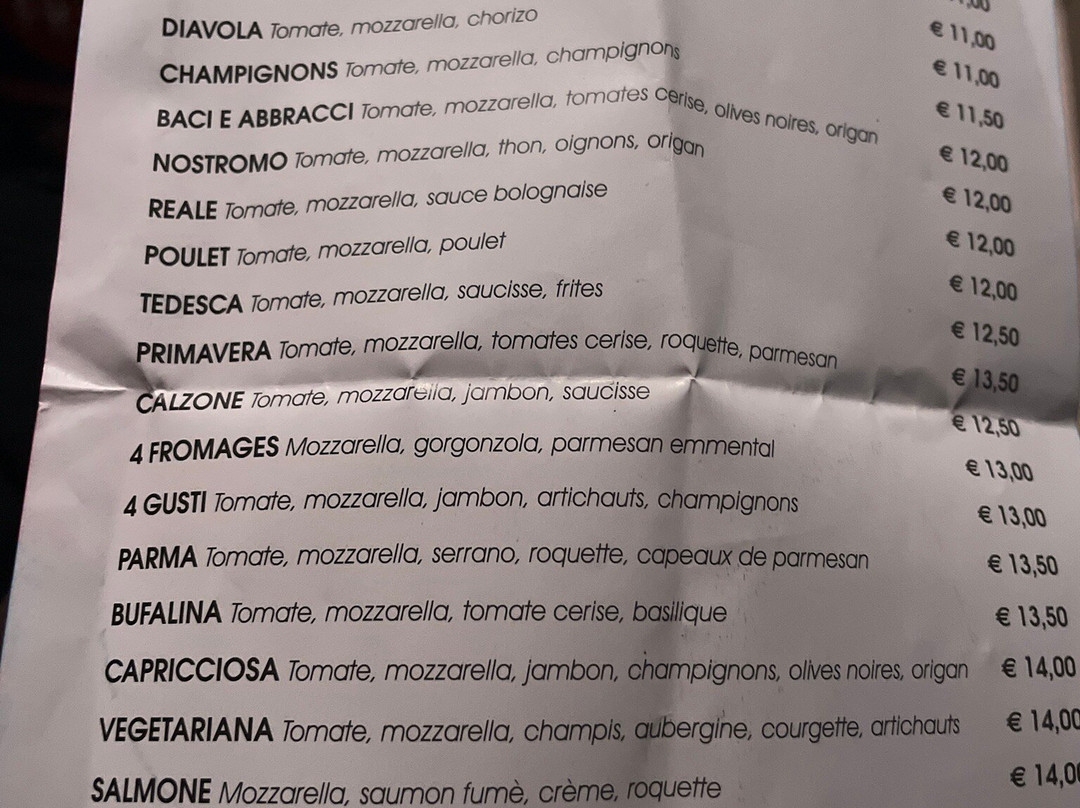 € 11,00
DIAVOLA Tomate, mozzarella, chorizo € 11,00
CHAMPIGNONS Tomate, mozzarella, champignons € 11,50
BACI E ABBRACCI Tomate, mozzarella, tomates cerise, olives noires, origan € 12,00
NOSTROMO Tomate, mozzarella, thon, oignons, origan € 12,00
REALE Tomate, mozzarella, sauce bolognaise € 12,00
POULET Tomate, mozzarella, poulet € 12,00
TEDESCA Tomate, mozzarella, saucisse, frites € 12,50
PRIMAVERA Tomate, mozzarella, tomates cerise, roquette, parmesan € 13,50
CALZONE Tomate, mozzarella, jambon, saucisse € 12,50
4 FROMAGES Mozzarella, gorgonzola, parmesan emmental € 13,00
4 GUSTI Tomate, mozzarella, jambon, artichauts, champignons € 13,00
PARMA Tomate, mozzarella, serrano, roquette, capeaux de parmesan € 13,50
BUFALINA Tomate, mozzarella, tomate cerise, basilique € 13,50
CAPRICCIOSA Tomate, mozzarella, jambon, champignons, olives noires, origan € 14,00
VEGETARIANA Tomate, mozzarella, champis, aubergine, courgette, artichauts € 14,00
SALMONE Mozzarella, saumon fumè, crème, roquette € 14,00